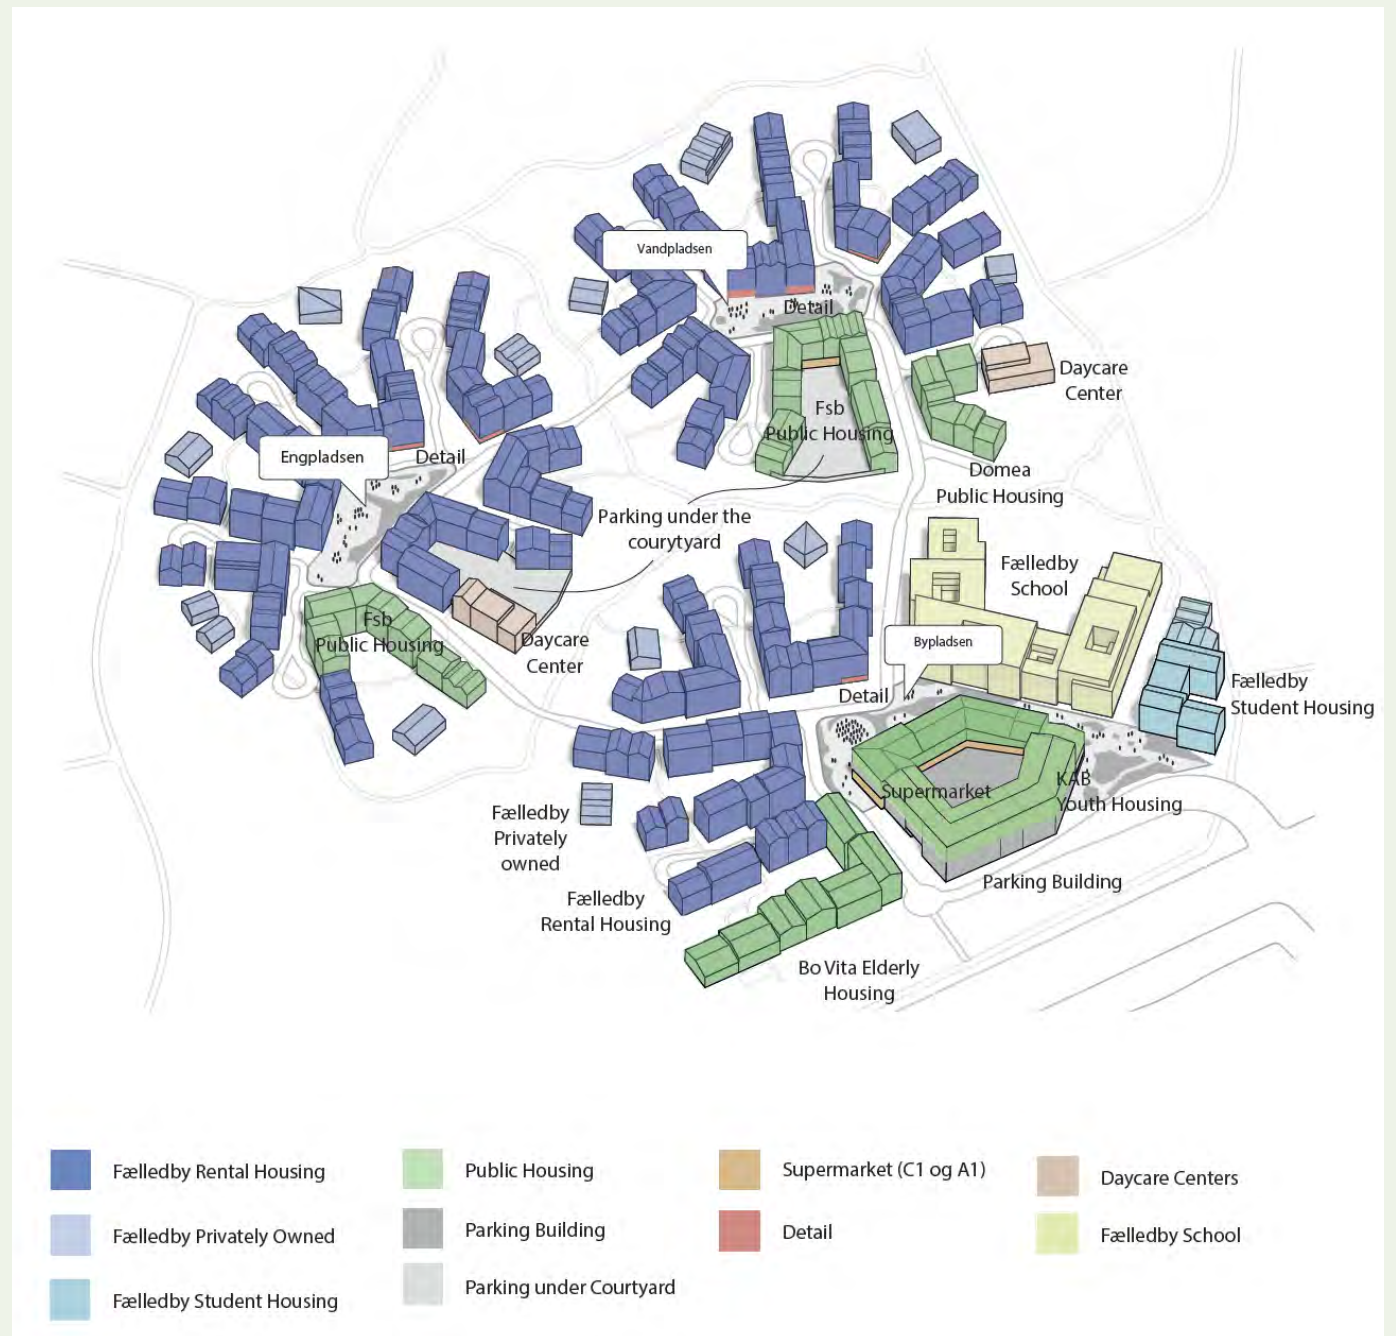 Vandpladsen
Detail
Daycare
Center
Fsb
Public Housing
Domea
Public Housing
Engpladsen
Detail
Parking under the
courytyard
Fælledby
School
Fsb
Public Housing
Daycare
Center
Bypladsen
Detail
Fælledby
Student Housing
Supermarket
KAB
Youth Housing
Fælledby
Privately
owned
Parking Building
Fælledby
Rental Housing
Bo Vita Elderly
Housing
Fælledby Rental Housing
Fælledby Privately Owned
Fælledby Student Housing
Public Housing
Parking Building
Parking under Courtyard
Supermarket (C1 og A1)
Detail
Daycare Centers
Fælledby School